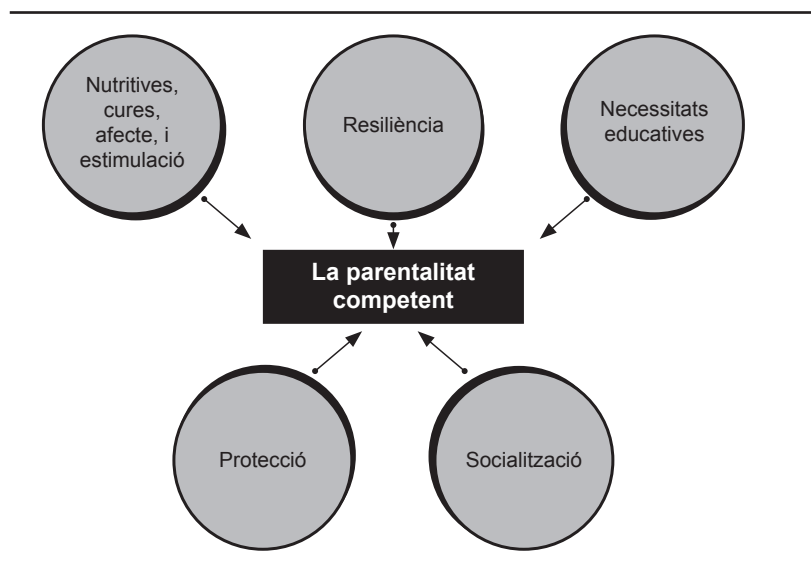 Nutritives,
cures,
afecte, i
estimulació
Resiliència
Necessitats
educatives
La parentalitat
competent
Protecció
Socialització